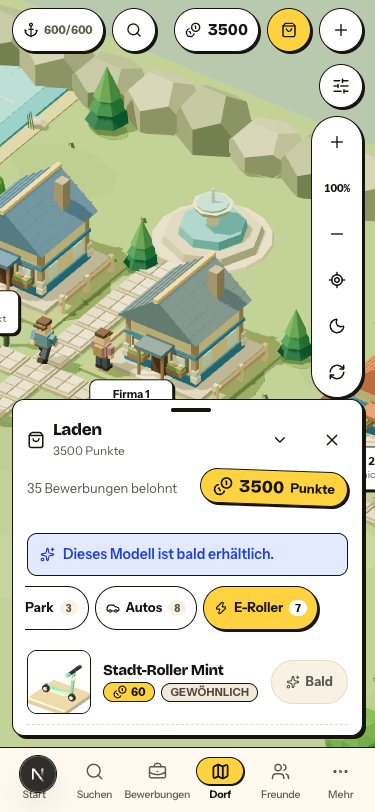 600/600
3500
100%
Firma 1
Laden
3500 Punkte
35 Bewerbungen belohnt
3500 Punkte
Dieses Modell ist bald erhältlich.
Park 3
Autos 8
E-Roller 7
Stadt-Roller Mint
60
GEWÖHNLICH
Bald
N
Start
Suchen
Bewerbungen
Dorf
Freunde
Mehr